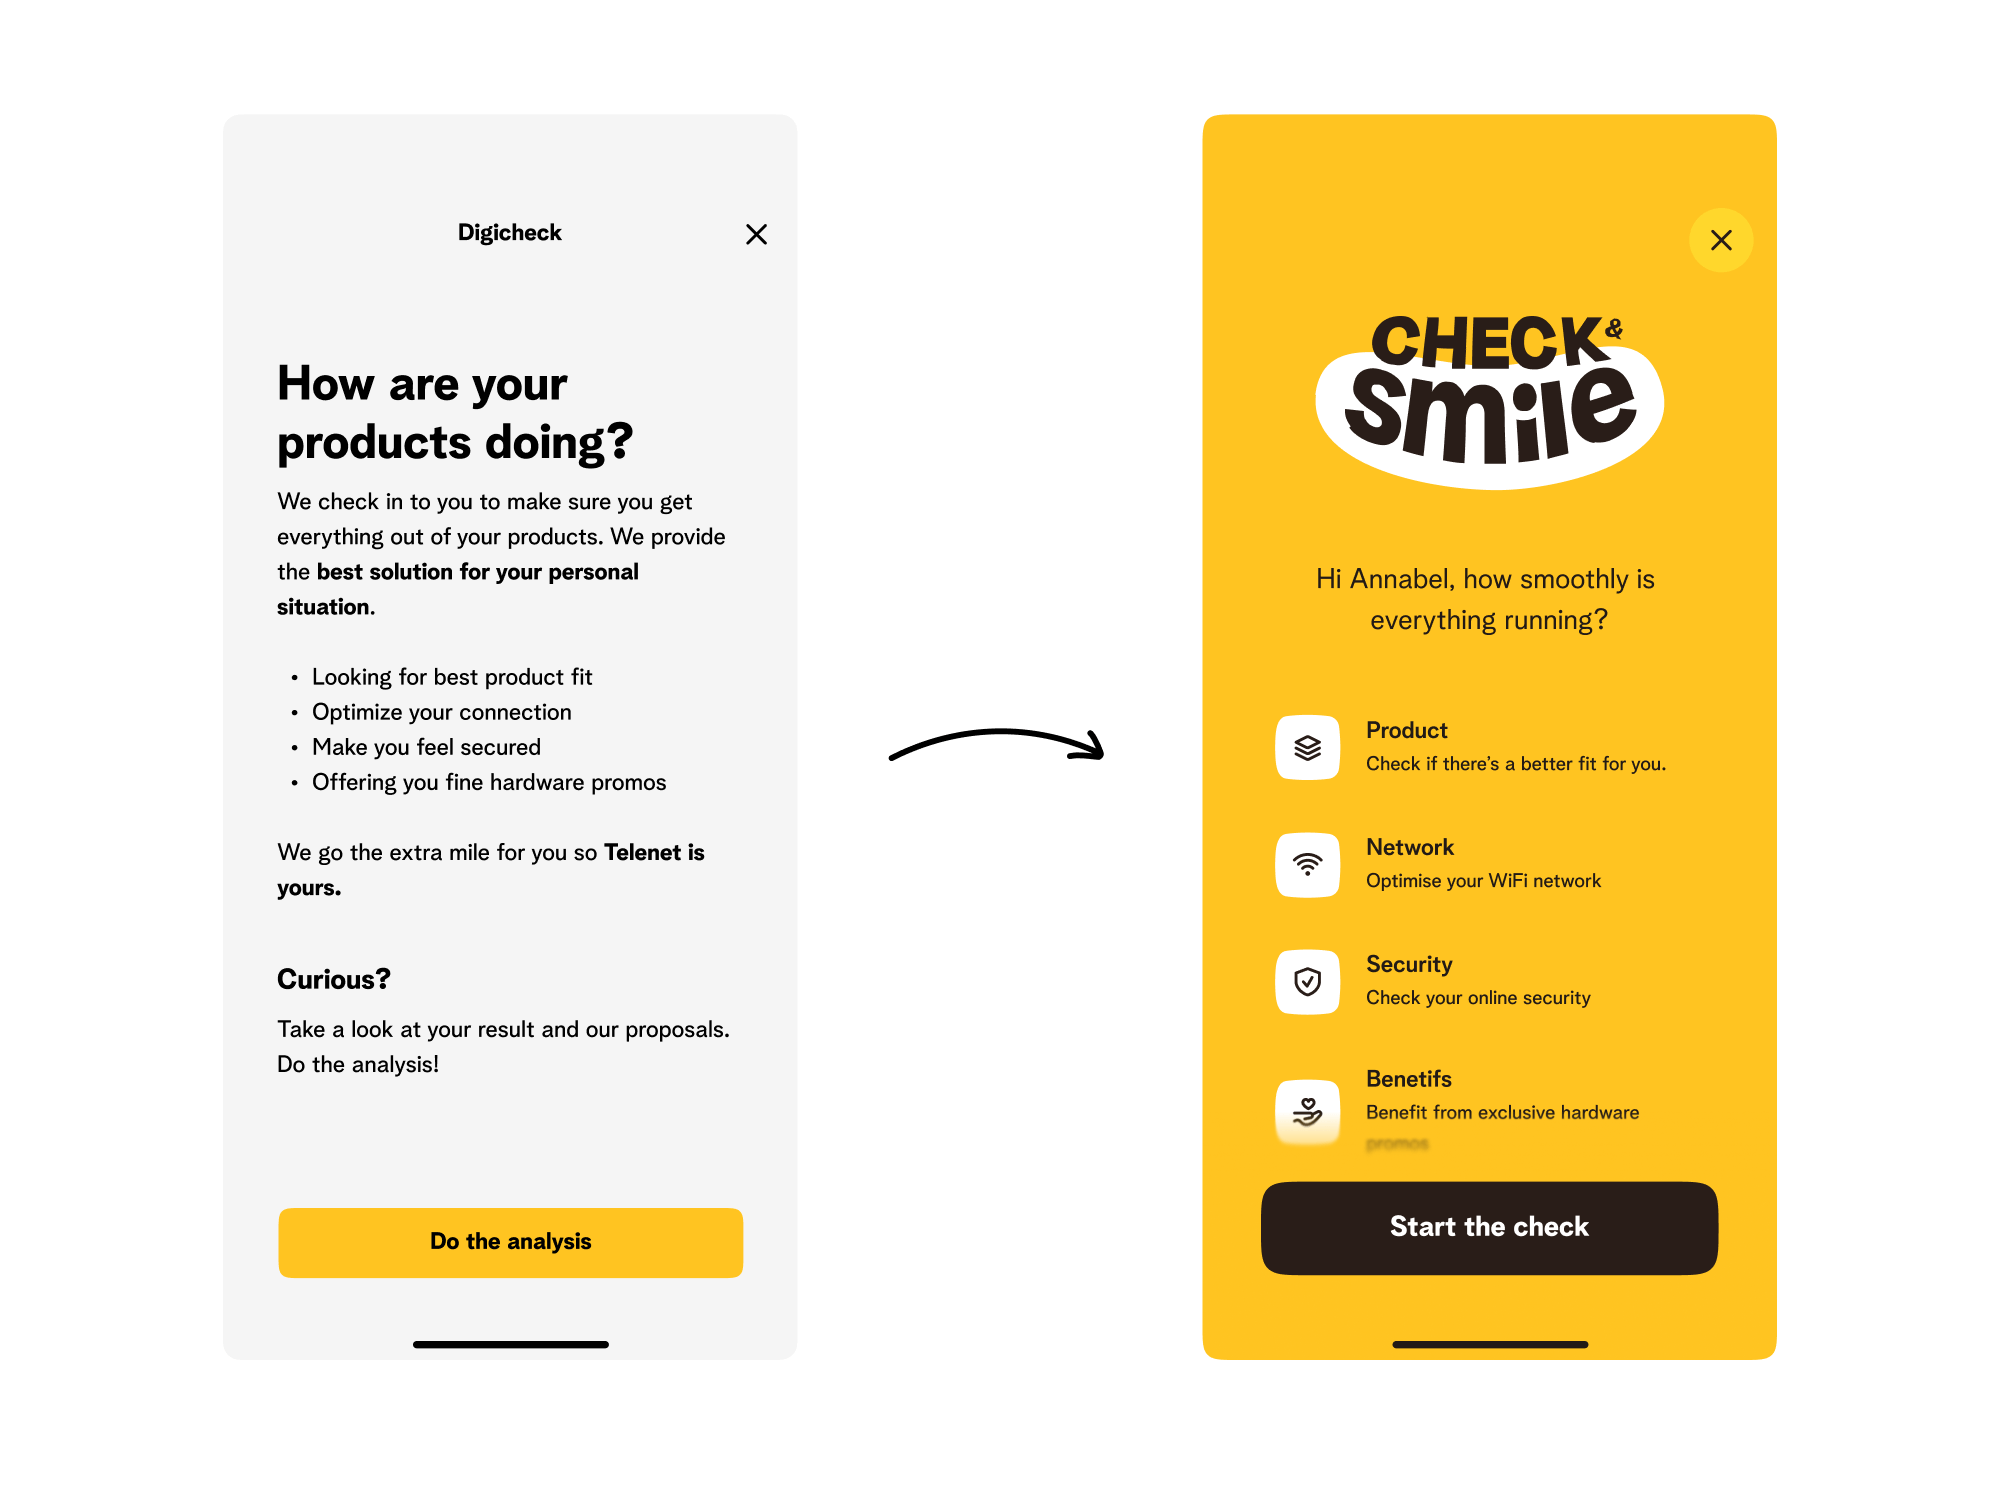 Digicheck
How are your
products doing?
We check in to you to make sure you get
everything out of your products. We provide
the best solution for your personal
situation.
• Looking for best product fit
• Optimize your connection
• Make you feel secured
• Offering you fine hardware promos
We go the extra mile for you so Telenet is
yours.
Curious?
Take a look at your result and our proposals.
Do the analysis!
Do the analysis
CHECK &
smile
Hi Annabel, how smoothly is
everything running?
Product
Check if there's a better fit for you.
Network
Optimise your WiFi network
Security
Check your online security
Benetifs
Benefit from exclusive hardware
promos
Start the check